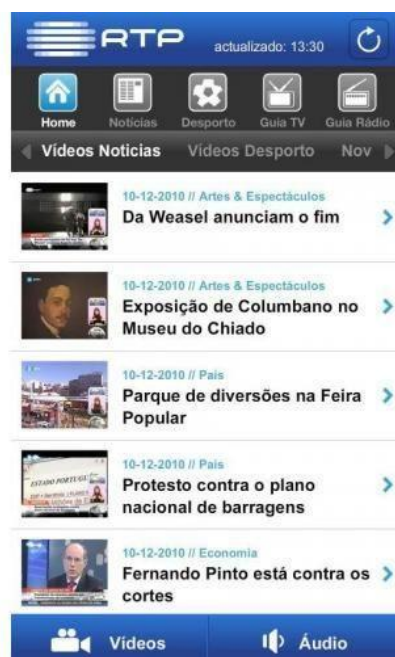 RTP
actualizado: 13:30
Home Notícias Desporto Guia TV Guia Rádio
Vídeos Noticias Vídeos Desporto Nov
10-12-2010 // Artes & Espectáculos
Da Weasel anunciam o fim
10-12-2010 // Artes & Espectáculos
Exposição de Columbano no
Museu do Chiado
10-12-2010 // País
Parque de diversões na Feira
Popular
10-12-2010 // País
ESTADO PORTUGU
Protesto contra o plano
nacional de barragens
10-12-2010 // Economia
Fernando Pinto está contra os
cortes
Vídeos Áudio